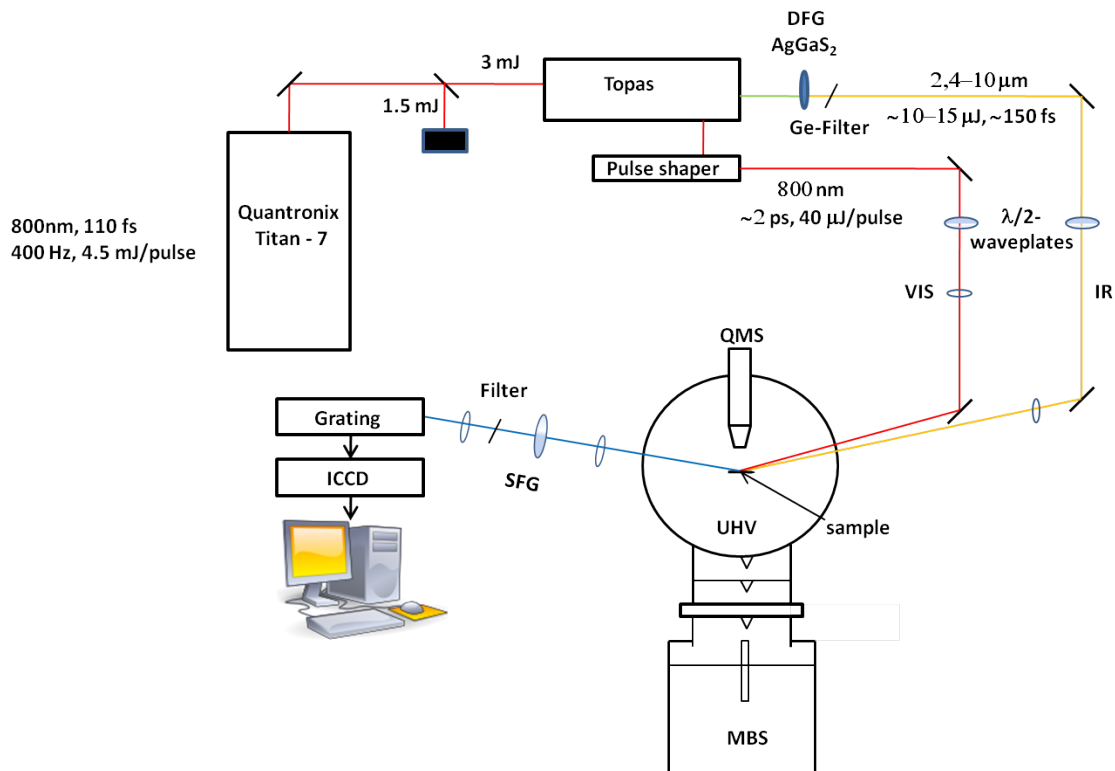 DFG
AgGaS₂
3 mJ
Topas
2,4–10 μm
1.5 mJ
Ge-Filter
~10–15 μJ, ~150 fs
Pulse shaper
800 nm
~2 ps, 40 μJ/pulse
λ/2-
waveplates
Quantronix
Titan - 7
800nm, 110 fs
400 Hz, 4.5 mJ/pulse
VIS
IR
QMS
Filter
Grating
ICCD
SFG
UHV
sample
MBS